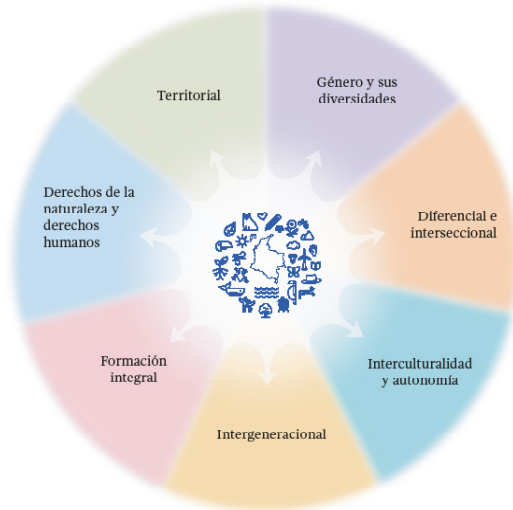 Territorial
Género y sus
diversidades
Diferencial e
interseccional
Interculturalidad
y autonomía
Intergeneracional
Formación
integral
Derechos de la
naturaleza y
derechos
humanos